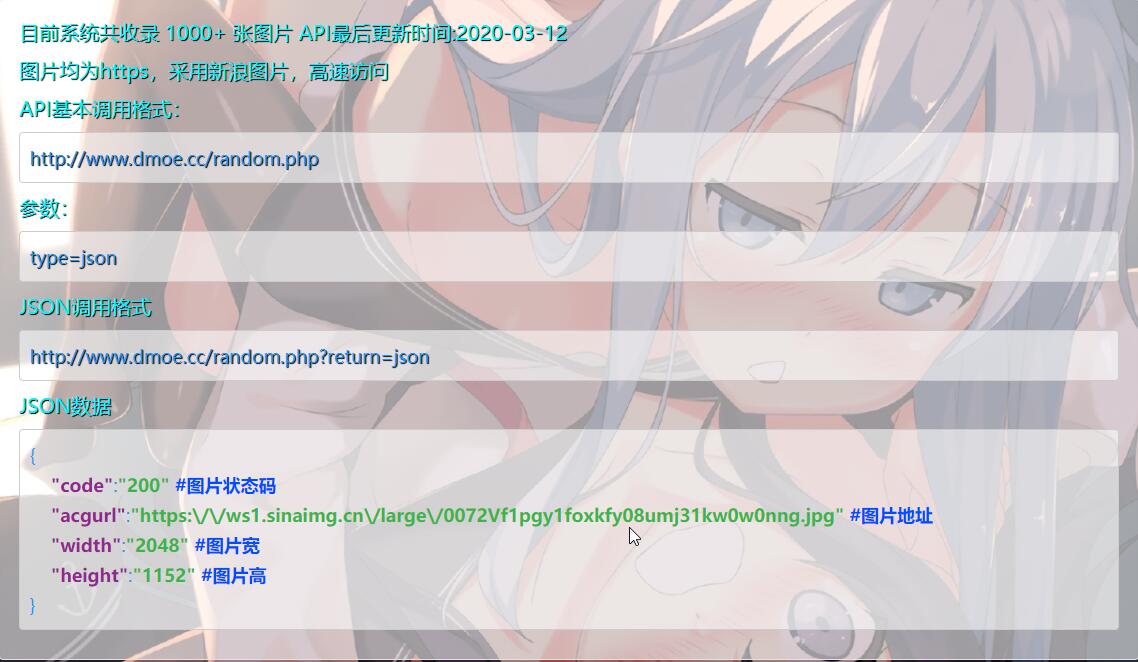 目前系统共收录 1000+ 张图片 API最后更新时间:2020-03-12
图片均为https，采用新浪图片，高速访问
API基本调用格式：
http://www.dmoe.cc/random.php
参数：
type=json
JSON调用格式
http://www.dmoe.cc/random.php?return=json
JSON数据
{
"code":"200" #图片状态码
"acgurl":"https:\/\/ws1.sinaimg.cn\/large\/0072Vf1pgy1foxkfy08umj31kw0w0nng.jpg" #图片地址
"width":"2048" #图片宽
"height":"1152" #图片高
}